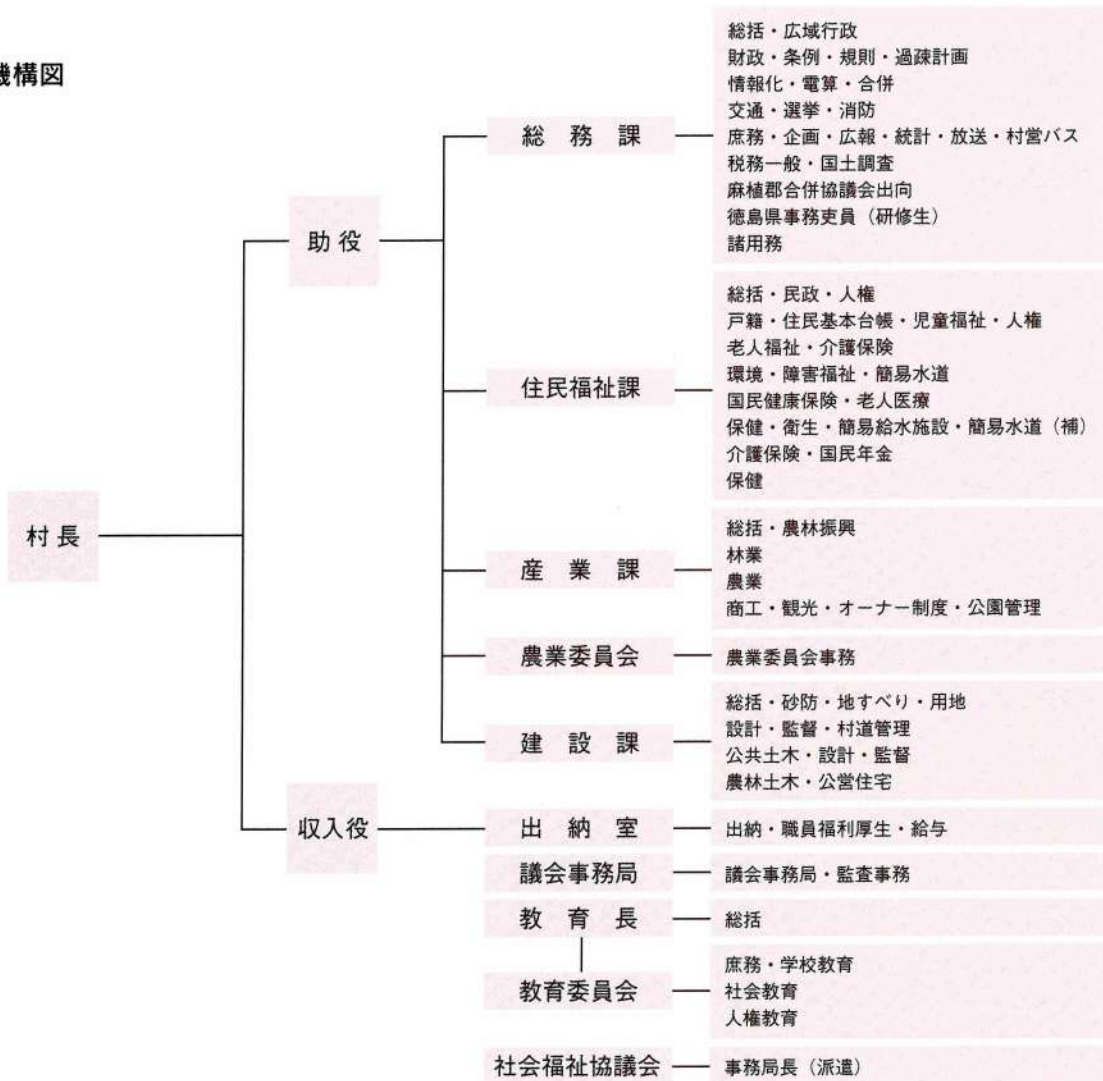 機構図
村長
助役
収入役
総務課
総括・広域行政
財政・条例・規則・過疎計画
情報化・電算・合併
交通・選挙・消防
庶務・企画・広報・統計・放送・村営バス
税務一般・国土調査
麻植郡合併協議会出向
徳島県事務吏員（研修生）
諸用務
住民福祉課
総括・民政・人権
戸籍・住民基本台帳・児童福祉・人権
老人福祉・介護保険
環境・障害福祉・簡易水道
国民健康保険・老人医療
保健・衛生・簡易給水施設・簡易水道（補）
介護保険・国民年金
保健
産業課
総括・農林振興
林業
農業
商工・観光・オーナー制度・公園管理
農業委員会
農業委員会事務
建設課
総括・砂防・地すべり・用地
設計・監督・村道管理
公共土木・設計・監督
農林土木・公営住宅
出納室
出納・職員福利厚生・給与
議会事務局
議会事務局・監査事務
教育長
総括
教育委員会
庶務・学校教育
社会教育
人権教育
社会福祉協議会
事務局長（派遣）